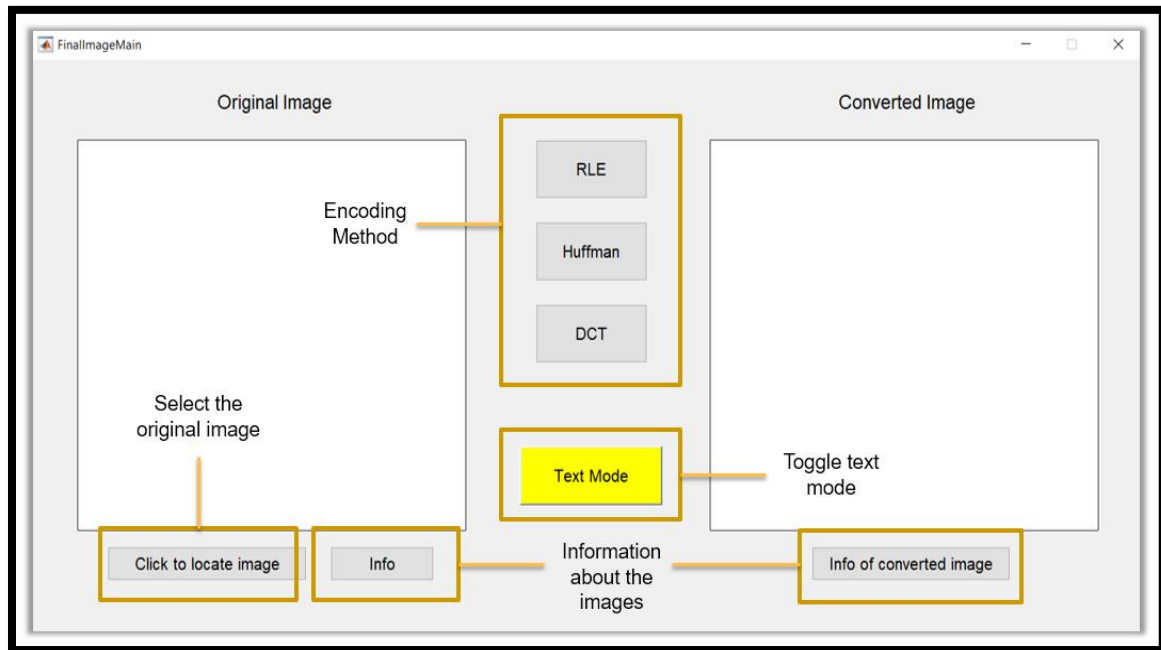 FinalImageMain
Original Image
Converted Image
RLE
Encoding
Method
Huffman
DCT
Select the
original image
Text Mode
Toggle text
mode
Click to locate image
Info
Information
about the
images
Info of converted image